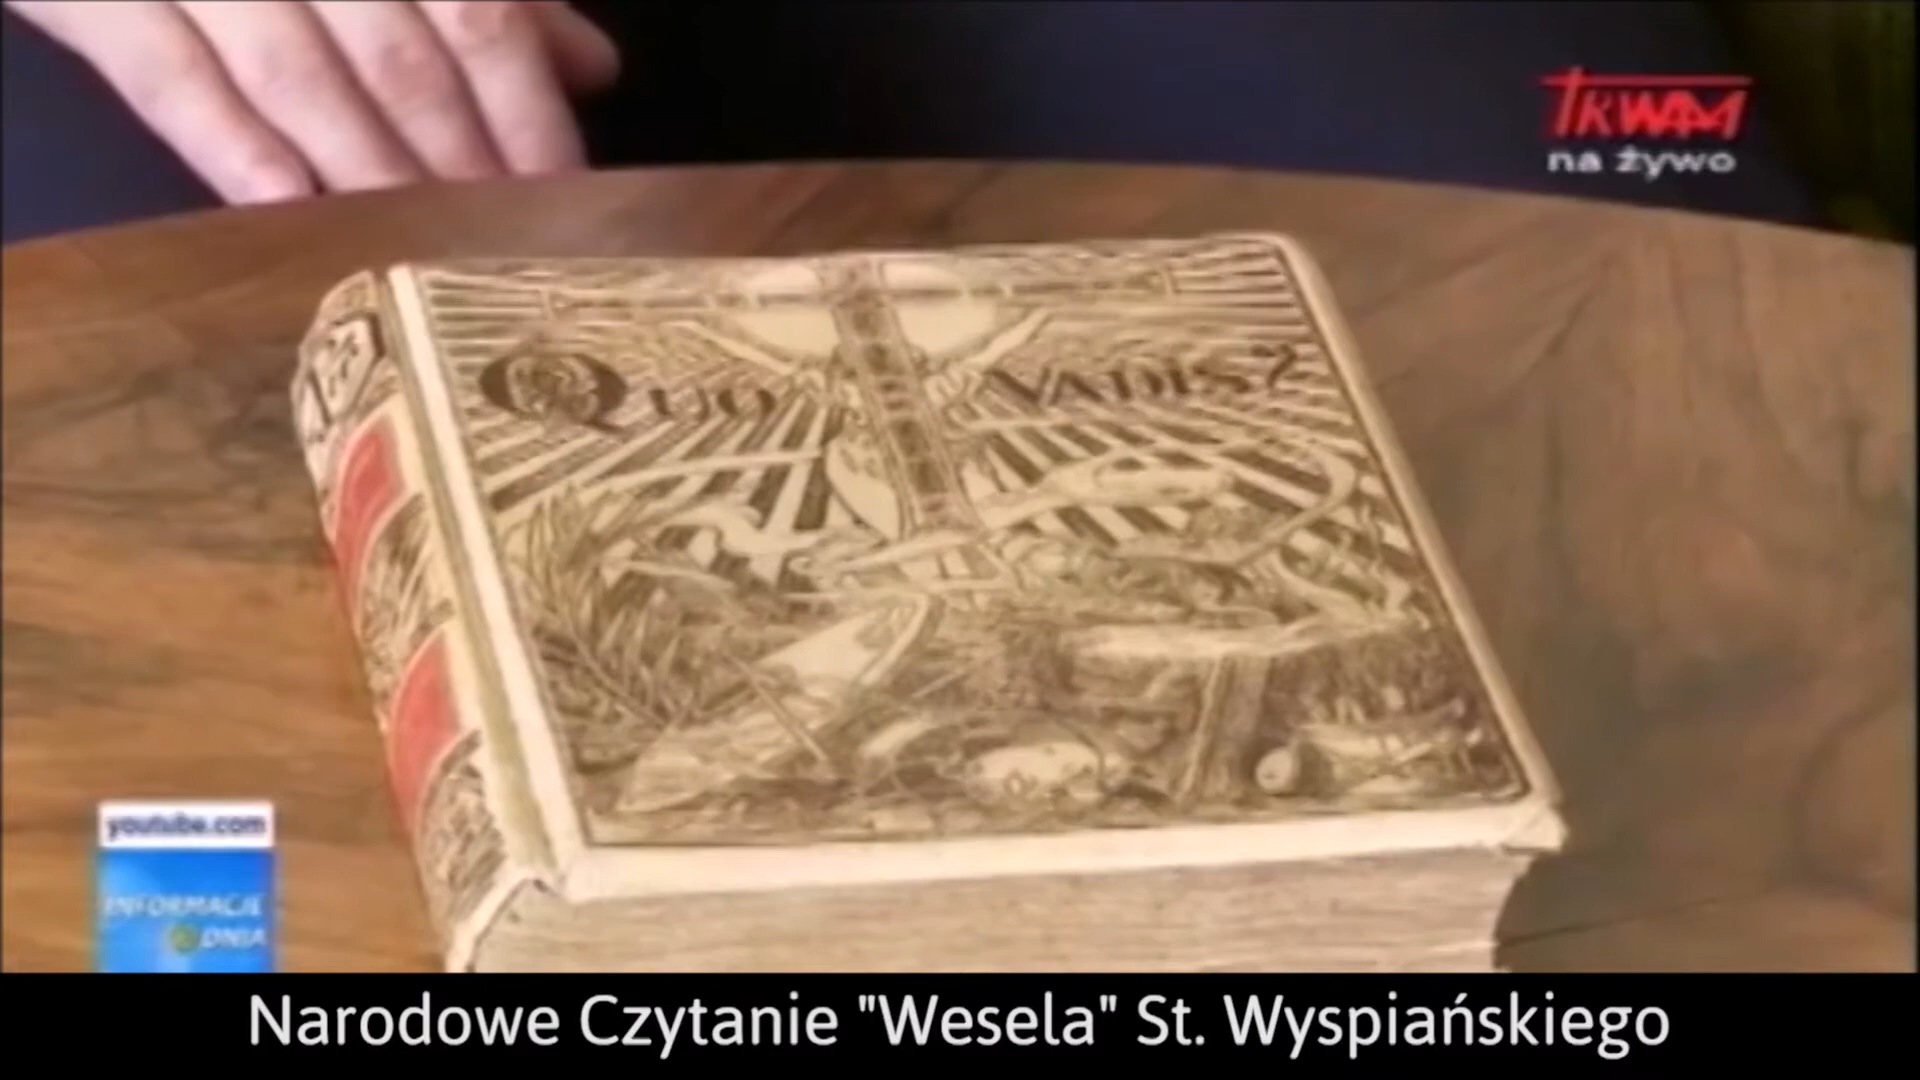 TRWAM
na żywo
QUO VADIS?
youtube.com
INFORMACJE
DNIA
Narodowe Czytanie "Wesela" St. Wyspiańskiego